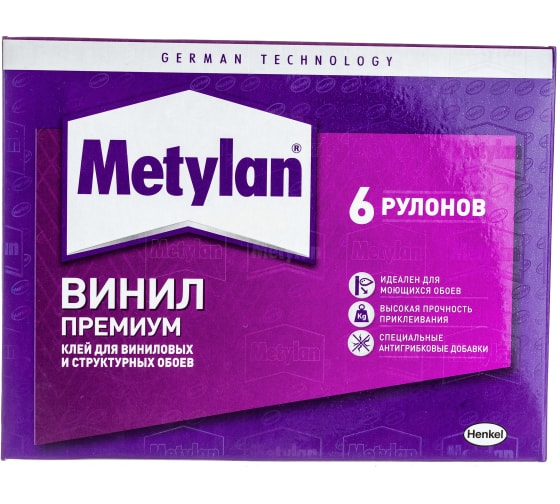 GERMAN TECHNOLOGY
Metylan®
6 РУЛОНОВ
ВИНИЛ
ПРЕМИУМ
КЛЕЙ ДЛЯ ВИНИЛОВЫХ
И СТРУКТУРНЫХ ОБОЕВ
ИДЕАЛЕН ДЛЯ
МОЮЩИХСЯ ОБОЕВ
Kg
ВЫСОКАЯ ПРОЧНОСТЬ
ПРИКЛЕИВАНИЯ
СПЕЦИАЛЬНЫЕ
АНТИГРИБКОВЫЕ ДОБАВКИ
Henkel